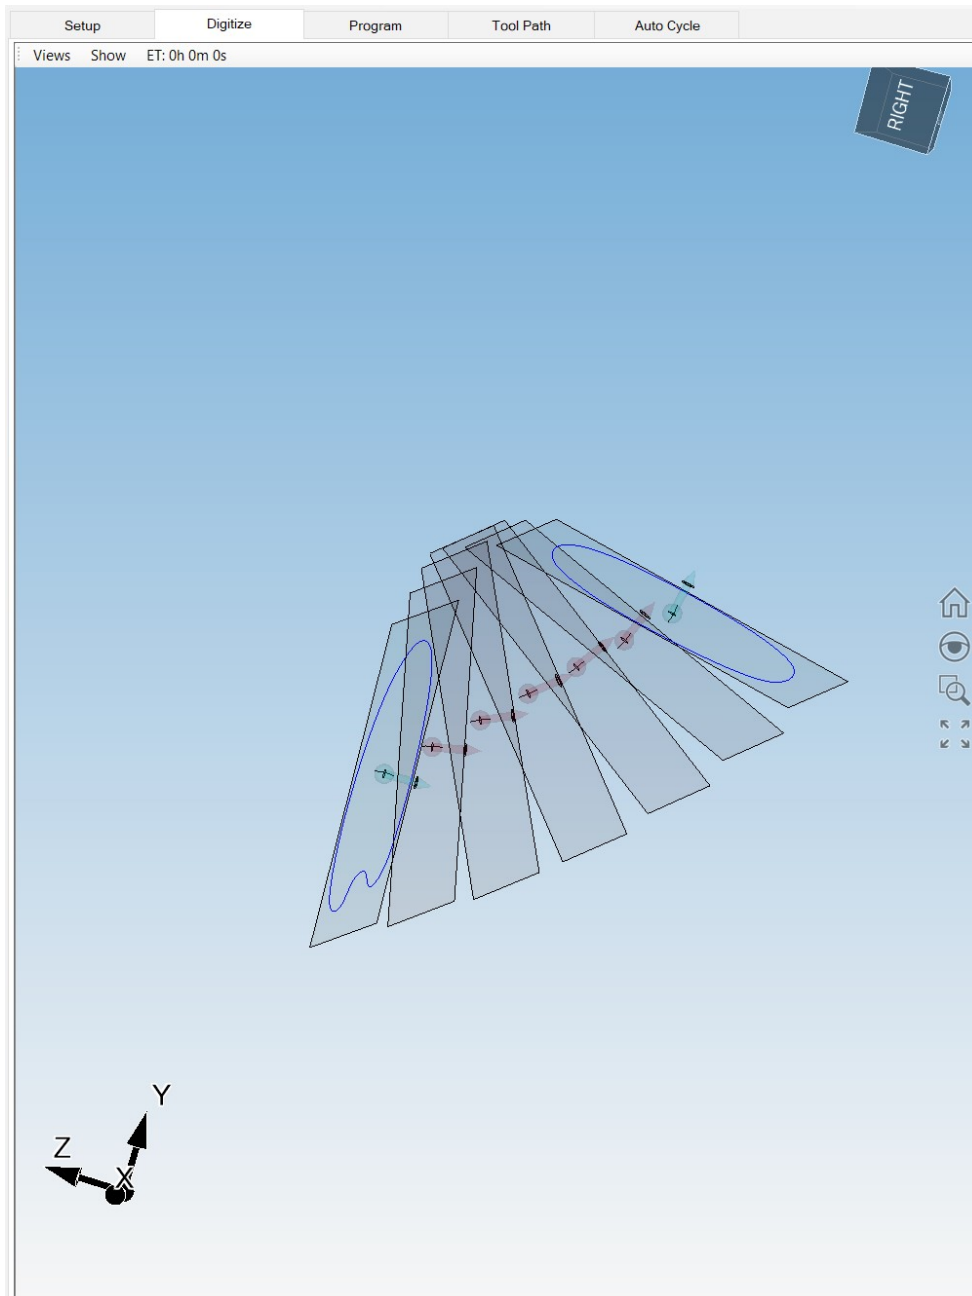 Setup Digitize Program Tool Path Auto Cycle
Views Show ET: 0h 0m 0s
RIGHT
Y
Z
X